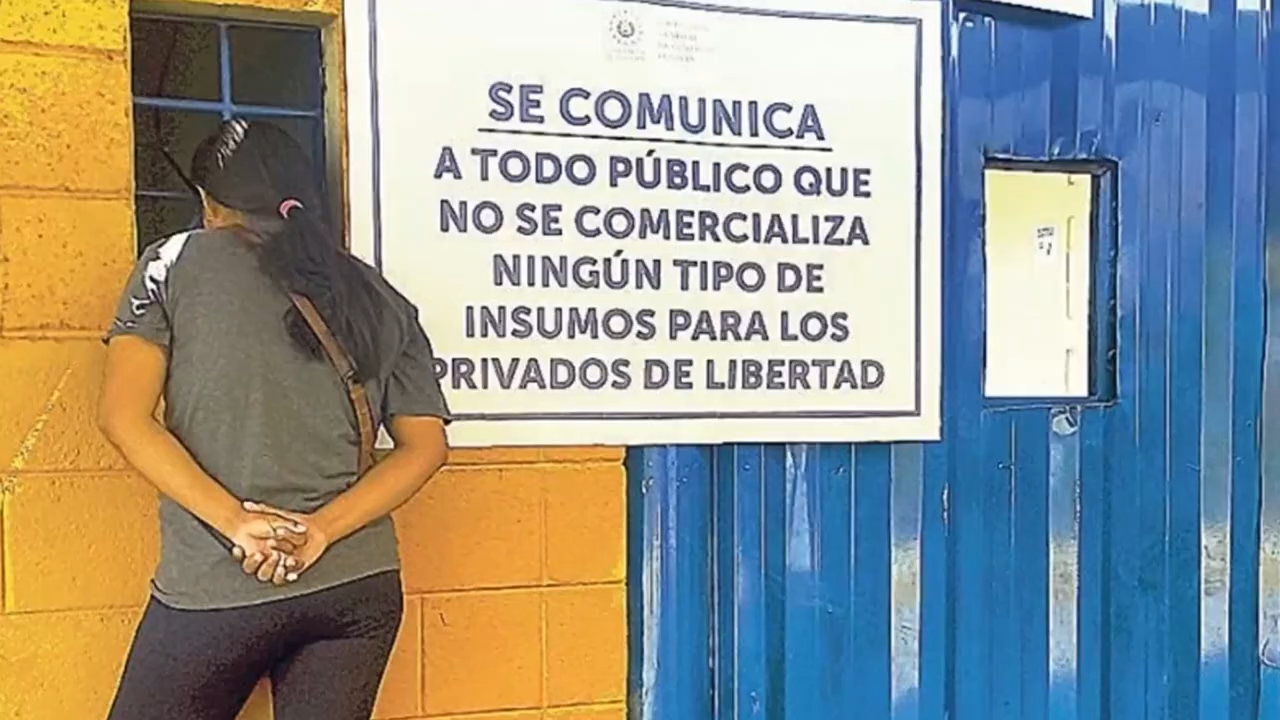 SE COMUNICA
A TODO PÚBLICO QUE
NO SE COMERCIALIZA
NINGÚN TIPO DE
INSUMOS PARA LOS
PRIVADOS DE LIBERTAD